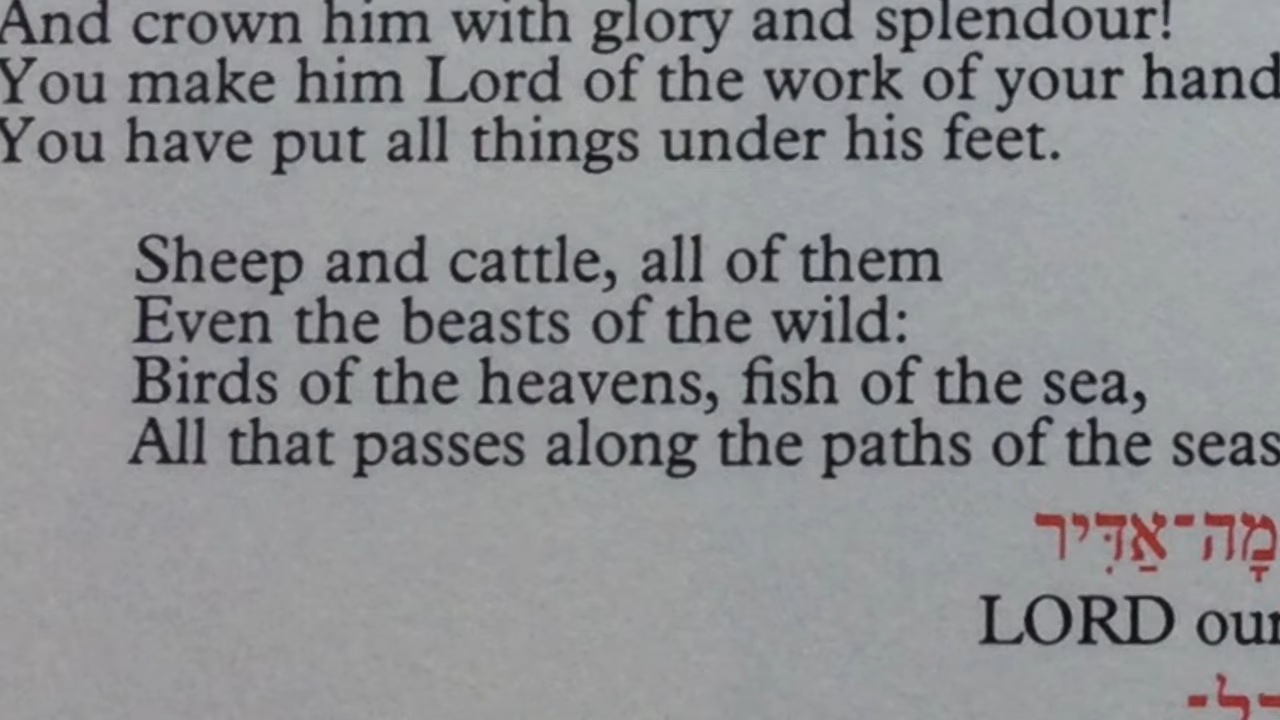 And crown him with glory and splendour!
You make him Lord of the work of your hand
You have put all things under his feet.
Sheep and cattle, all of them
Even the beasts of the wild:
Birds of the heavens, fish of the sea,
All that passes along the paths of the seas
מָה־אַדִּיר
LORD our